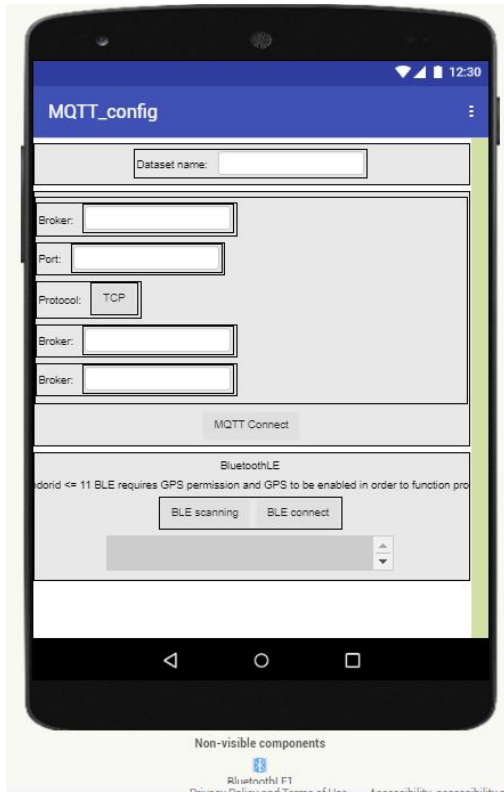 12:30
MQTT_config
Dataset name:
Broker:
Port:
Protocol: TCP
Broker:
Broker:
MQTT Connect
BluetoothLE
dorid <= 11 BLE requires GPS permission and GPS to be enabled in order to function pro
BLE scanning BLE connect
Non-visible components
BluetoothLE1
Privacy Policy and Terms of Use Accessibility: accessibility